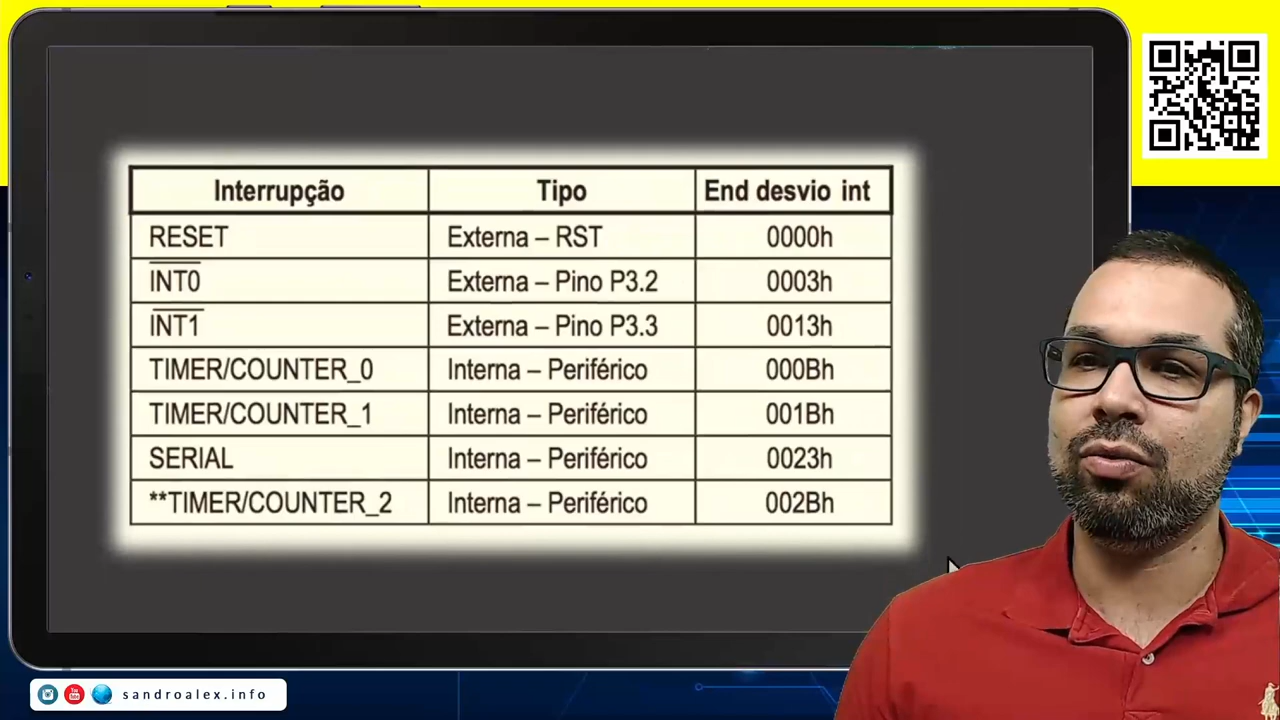 Interrupção Tipo End desvio int
RESET Externa – RST 0000h
INT0 Externa – Pino P3.2 0003h
INT1 Externa – Pino P3.3 0013h
TIMER/COUNTER_0 Interna – Periférico 000Bh
TIMER/COUNTER_1 Interna – Periférico 001Bh
SERIAL Interna – Periférico 0023h
**TIMER/COUNTER_2 Interna – Periférico 002Bh
sandroalex.info